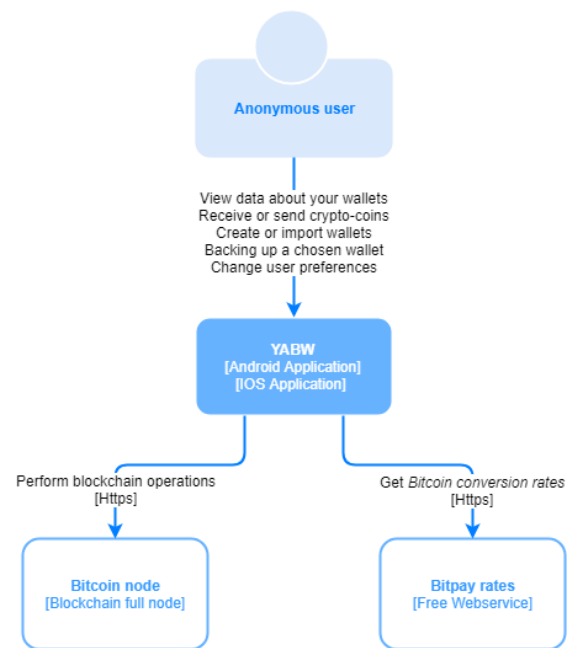 Anonymous user
View data about your wallets
Receive or send crypto-coins
Create or import wallets
Backing up a chosen wallet
Change user preferences
YABW
[Android Application]
[IOS Application]
Perform blockchain operations
[Https]
Get Bitcoin conversion rates
[Https]
Bitcoin node
[Blockchain full node]
Bitpay rates
[Free Webservice]